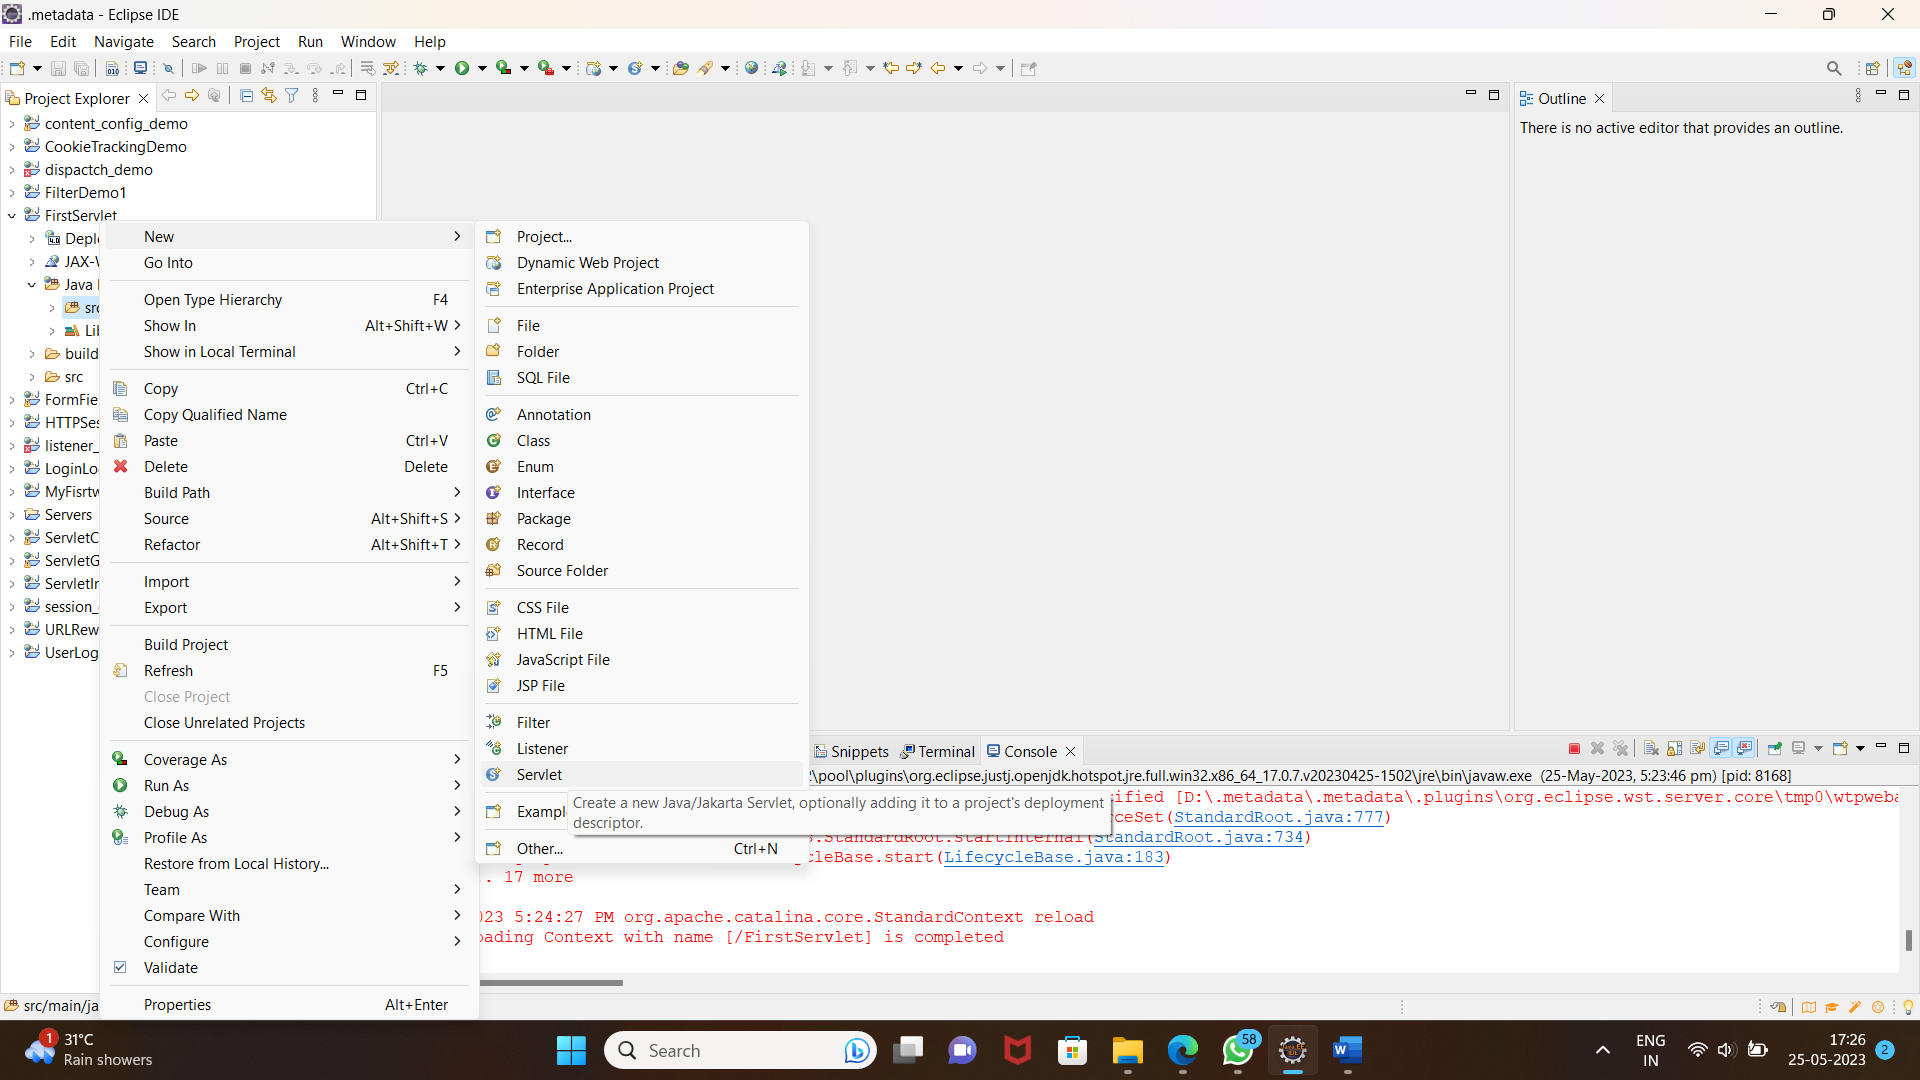 .metadata - Eclipse IDE
File Edit Navigate Search Project Run Window Help
Project Explorer
content_config_demo
CookieTrackingDemo
dispactch_demo
FilterDemo1
FirstServlet
Depl
JAX-W
Java
src
Lib
build
src
FormFie
HTTPSes
listener_
LoginLo
MyFisrtw
Servers
ServletC
ServletG
ServletIn
session_
URLRew
UserLog
New
Go Into
Open Type Hierarchy F4
Show In Alt+Shift+W
Show in Local Terminal
Copy Ctrl+C
Copy Qualified Name
Paste Ctrl+V
Delete Delete
Build Path
Source Alt+Shift+S
Refactor Alt+Shift+T
Import
Export
Build Project
Refresh F5
Close Project
Close Unrelated Projects
Coverage As
Run As
Debug As
Profile As
Restore from Local History...
Team
Compare With
Configure
Validate
Properties Alt+Enter
Project...
Dynamic Web Project
Enterprise Application Project
File
Folder
SQL File
Annotation
Class
Enum
Interface
Package
Record
Source Folder
CSS File
HTML File
JavaScript File
JSP File
Filter
Listener
Servlet
Exampl
Other... Ctrl+N
Create a new Java/Jakarta Servlet, optionally adding it to a project's deployment
descriptor.
Outline
There is no active editor that provides an outline.
Snippets Terminal Console
\pool\plugins\org.eclipse.justj.openjdk.hotspot.jre.full.win32.x86_64_17.0.7.v20230425-1502\jre\bin\javaw.exe (25-May-2023, 5:23:46 pm) [pid: 8168]
ified [D:\.metadata\.metadata\.plugins\org.eclipse.wst.server.core\tmp0\wtpweba
rceSet(StandardRoot.java:777)
s.StandardRoot.startInternal(StandardRoot.java:734)
cleBase.start(LifecycleBase.java:183)
. 17 more
023 5:24:27 PM org.apache.catalina.core.StandardContext reload
oading Context with name [/FirstServlet] is completed
src/main/ja
1
31°C
Rain showers
Search
58
ENG
IN
17:26
25-05-2023
2